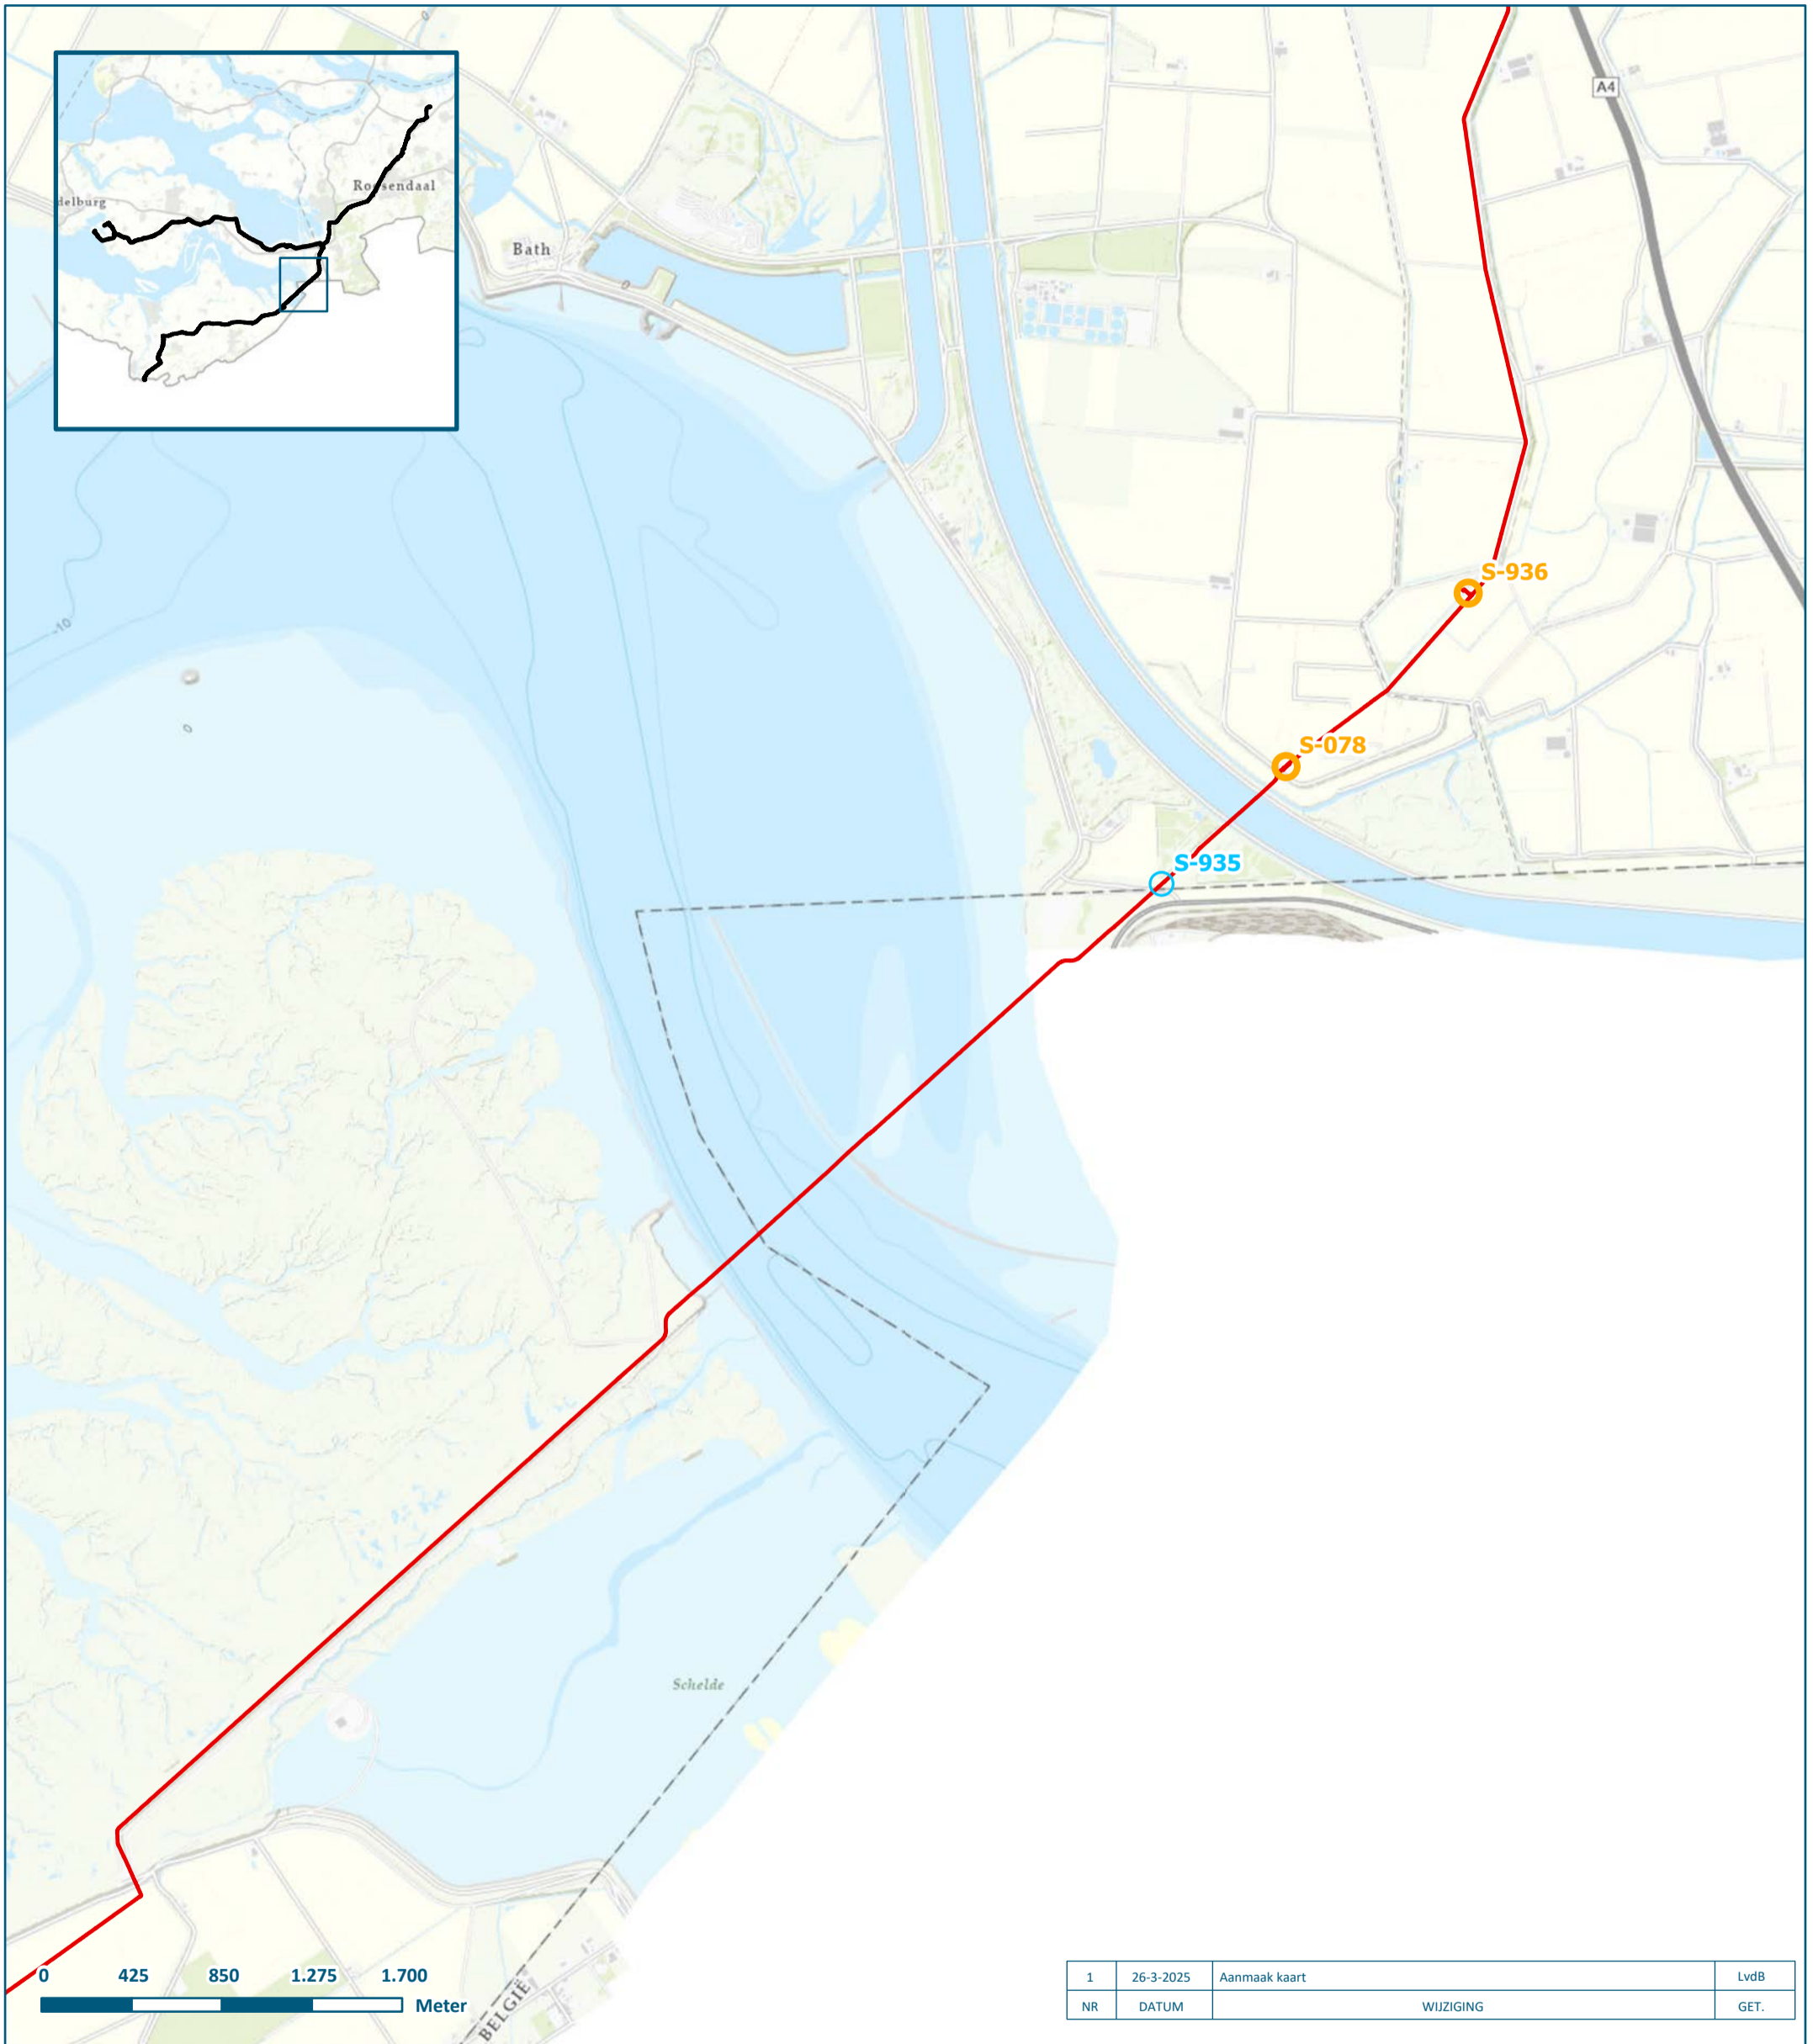 A4
Roosendaal
delburg
Bath
0
0
-10
0
S-936
S-078
S-935
Schelde
BELGIË
0 425 850 1.275 1.700
Meter
1 26-3-2025 Aanmaak kaart LvdB
NR DATUM WIJZIGING GET.